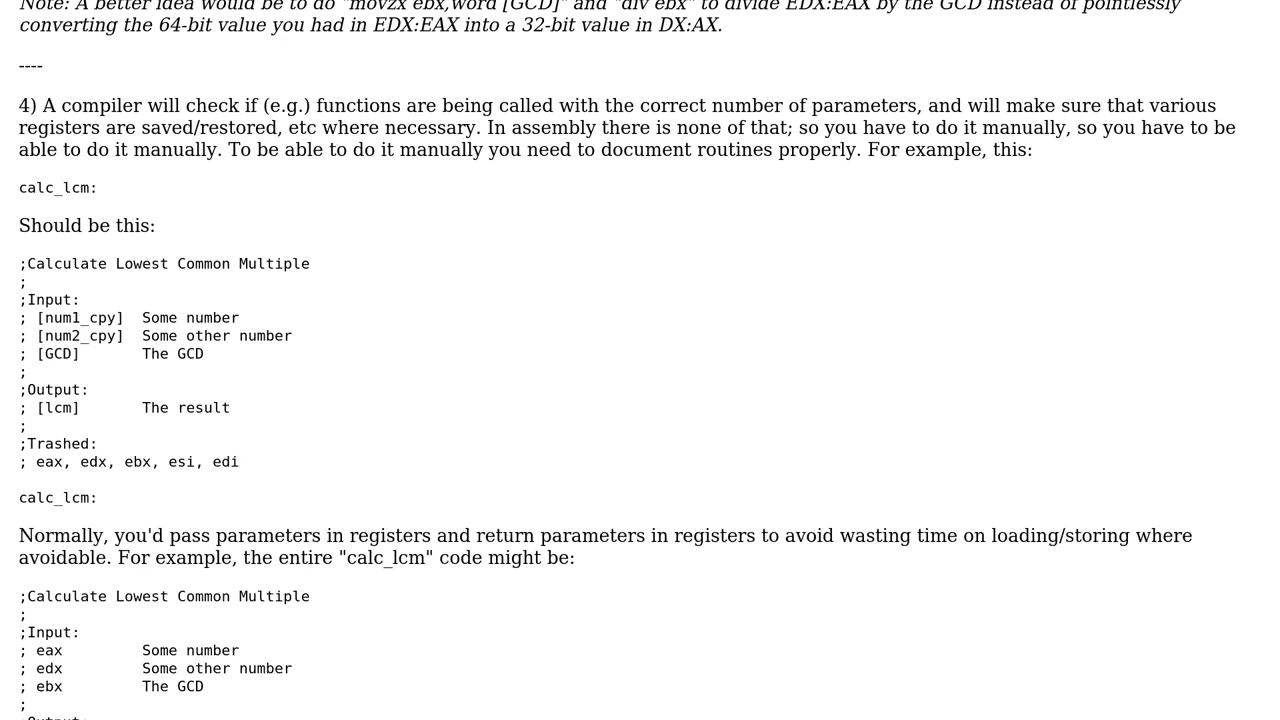 Note: A better idea would be to do "movzx ebx,word [GCD]" and "div ebx" to divide EDX:EAX by the GCD instead of pointlessly
converting the 64-bit value you had in EDX:EAX into a 32-bit value in DX:AX.
----
4) A compiler will check if (e.g.) functions are being called with the correct number of parameters, and will make sure that various
registers are saved/restored, etc where necessary. In assembly there is none of that; so you have to do it manually, so you have to be
able to do it manually. To be able to do it manually you need to document routines properly. For example, this:
calc_lcm:
Should be this:
;Calculate Lowest Common Multiple
;
;Input:
; [num1_cpy]  Some number
; [num2_cpy]  Some other number
; [GCD]       The GCD
;
;Output:
; [lcm]       The result
;
;Trashed:
; eax, edx, ebx, esi, edi
calc_lcm:
Normally, you'd pass parameters in registers and return parameters in registers to avoid wasting time on loading/storing where
avoidable. For example, the entire "calc_lcm" code might be:
;Calculate Lowest Common Multiple
;
;Input:
; eax         Some number
; edx         Some other number
; ebx         The GCD
;
;Output: